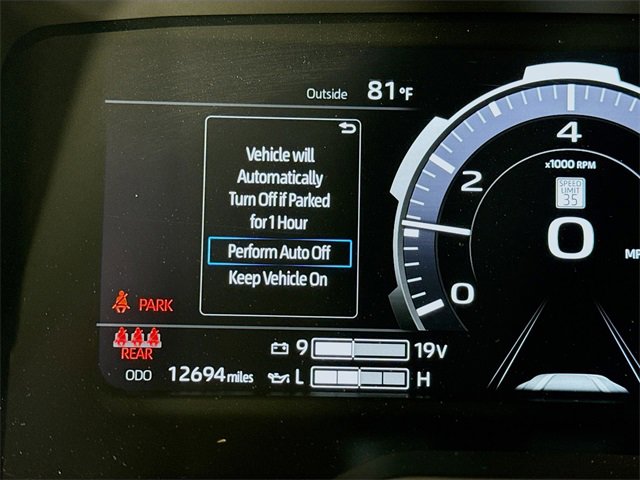 Outside 81°F
Vehicle will
Automatically
Turn Off if Parked
for 1 Hour
Perform Auto Off
Keep Vehicle On
4
x1000 RPM
2
SPEED
LIMIT
35
0
0
PARK
REAR
9 19V
ODO 12694 miles
L H